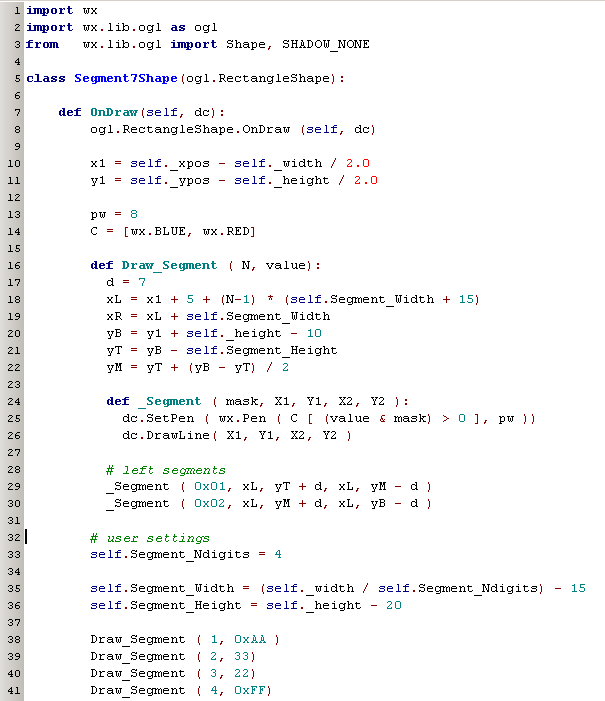 1 import wx
2 import wx.lib.ogl as ogl
3 from   wx.lib.ogl import Shape, SHADOW_NONE
4
5 class Segment7Shape(ogl.RectangleShape):
6
7     def OnDraw(self, dc):
8         ogl.RectangleShape.OnDraw (self, dc)
9
10         x1 = self._xpos - self._width / 2.0
11         y1 = self._ypos - self._height / 2.0
12
13         pw = 8
14         C = [wx.BLUE, wx.RED]
15
16         def Draw_Segment ( N, value):
17           d = 7
18           xL = x1 + 5 + (N-1) * (self.Segment_Width + 15)
19           xR = xL + self.Segment_Width
20           yB = y1 + self._height - 10
21           yT = yB - self.Segment_Height
22           yM = yT + (yB - yT) / 2
23
24           def _Segment ( mask, X1, Y1, X2, Y2 ):
25             dc.SetPen ( wx.Pen ( C [ (value & mask) > 0 ], pw ))
26             dc.DrawLine( X1, Y1, X2, Y2 )
27
28           # left segments
29           _Segment ( 0x01, xL, yT + d, xL, yM - d )
30           _Segment ( 0x02, xL, yM + d, xL, yB - d )
31
32         # user settings
33         self.Segment_Ndigits = 4
34
35         self.Segment_Width = (self._width / self.Segment_Ndigits) - 15
36         self.Segment_Height = self._height - 20
37
38         Draw_Segment ( 1, 0xAA )
39         Draw_Segment ( 2, 33)
40         Draw_Segment ( 3, 22)
41         Draw_Segment ( 4, 0xFF)